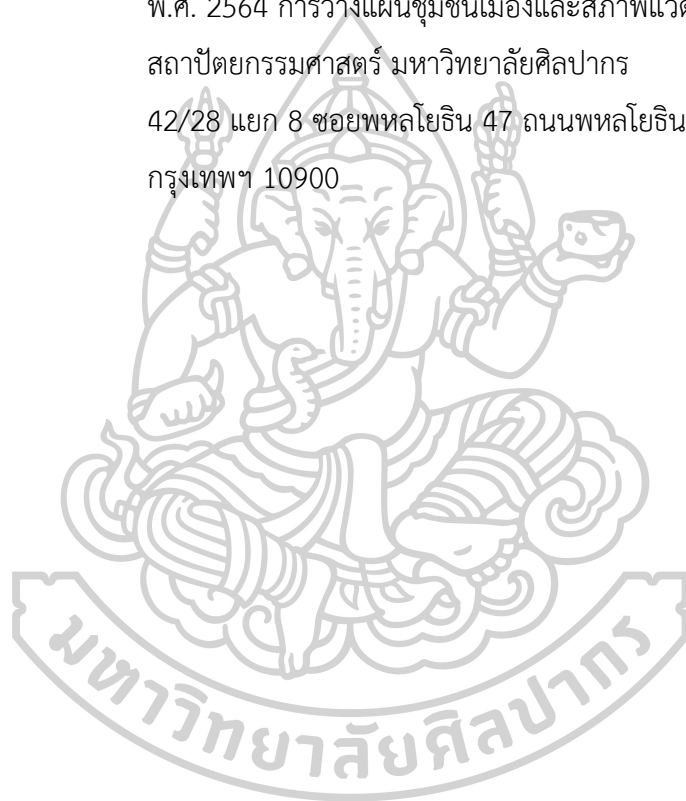 พ.ศ. 2564 การวางแผนชุมชนเมืองและสภาพแวด
สถาปัตยกรรมศาสตร์ มหาวิทยาลัยศิลปากร
42/28 แยก 8 ซอยพหลโยธิน 47 ถนนพหลโยธิน
กรุงเทพฯ 10900
มหาวิทยาลัยศิลปากร